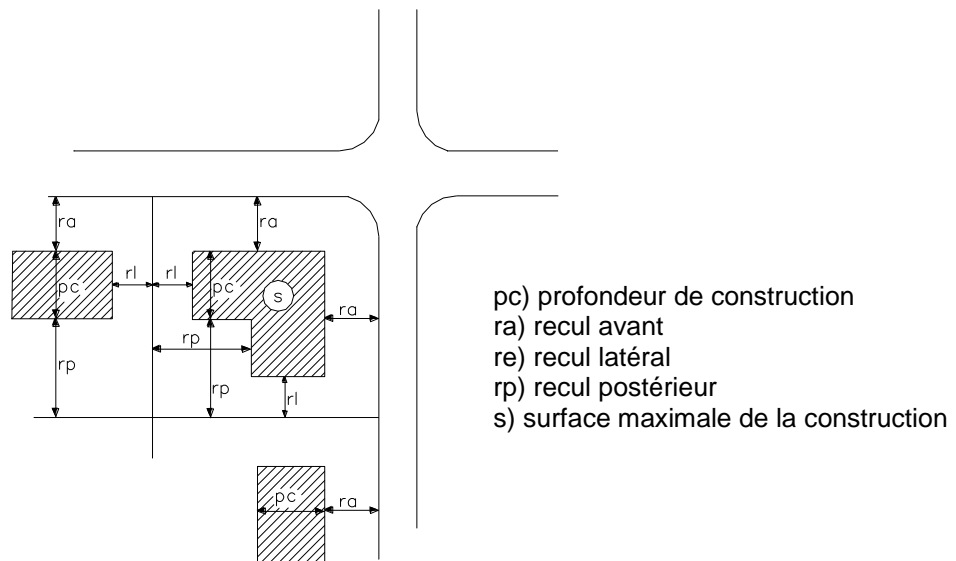 ra
ra
rl
rl
pc
pc
s
ra
rp
rp
rp
rl
pc
ra
pc) profondeur de construction
ra) recul avant
re) recul latéral
rp) recul postérieur
s) surface maximale de la construction